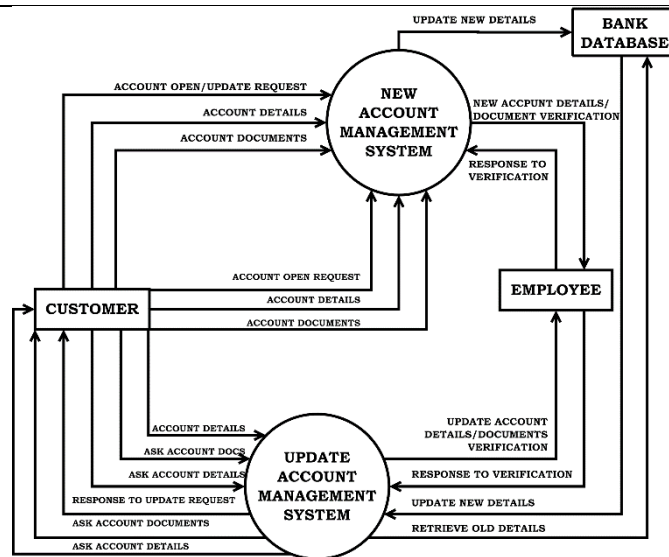 UPDATE NEW DETAILS
BANK
DATABASE
ACCOUNT OPEN/UPDATE REQUEST
ACCOUNT DETAILS
ACCOUNT DOCUMENTS
NEW
ACCOUNT
MANAGEMENT
SYSTEM
NEW ACCPUNT DETAILS/
DOCUMENT VERIFICATION
RESPONSE TO
VERIFICATION
ACCOUNT OPEN REQUEST
ACCOUNT DETAILS
ACCOUNT DOCUMENTS
CUSTOMER
EMPLOYEE
ACCOUNT DETAILS
ASK ACCOUNT DOCS
ASK ACCOUNT DETAILS
RESPONSE TO UPDATE REQUEST
ASK ACCOUNT DOCUMENTS
ASK ACCOUNT DETAILS
UPDATE
ACCOUNT
MANAGEMENT
SYSTEM
UPDATE ACCOUNT
DETAILS/DOCUMENTS
VERIFICATION
RESPONSE TO VERIFICATION
UPDATE NEW DETAILS
RETRIEVE OLD DETAILS